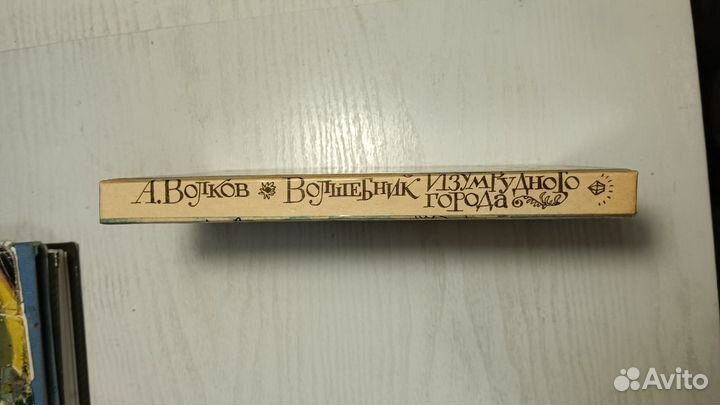 А. Волков Волшебник Изумрудного
города
Avito